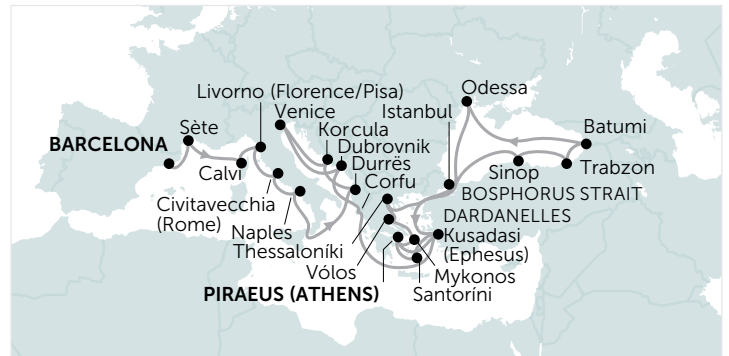 Odessa
Livorno (Florence/Pisa)
Venice
Istanbul
Sète
Korcula
Batumi
BARCELONA
Dubrovnik
Durrës
Calvi
Sinop
Trabzon
Corfu
BOSPHORUS STRAIT
Civitavecchia
(Rome)
DARDANELLES
Naples
Kusadasi
(Ephesus)
Thessaloníki
Vólos
Mykonos
PIRAEUS (ATHENS)
Santoríni